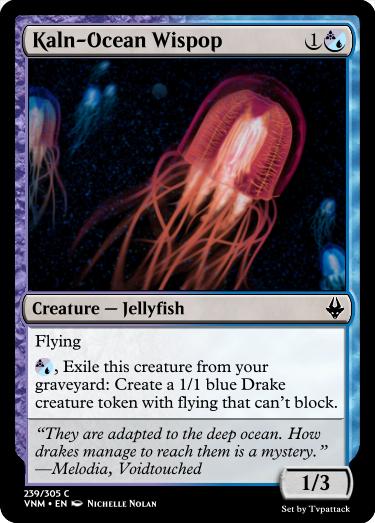 Kaln-Ocean Wispop 1
Creature — Jellyfish
Flying
, Exile this creature from your
graveyard: Create a 1/1 blue Drake
creature token with flying that can't block.
"They are adapted to the deep ocean. How
drakes manage to reach them is a mystery."
—Melodia, Voidtouched
1/3
239/305 C
VNM • EN Nichelle Nolan
Set by Tvpattack